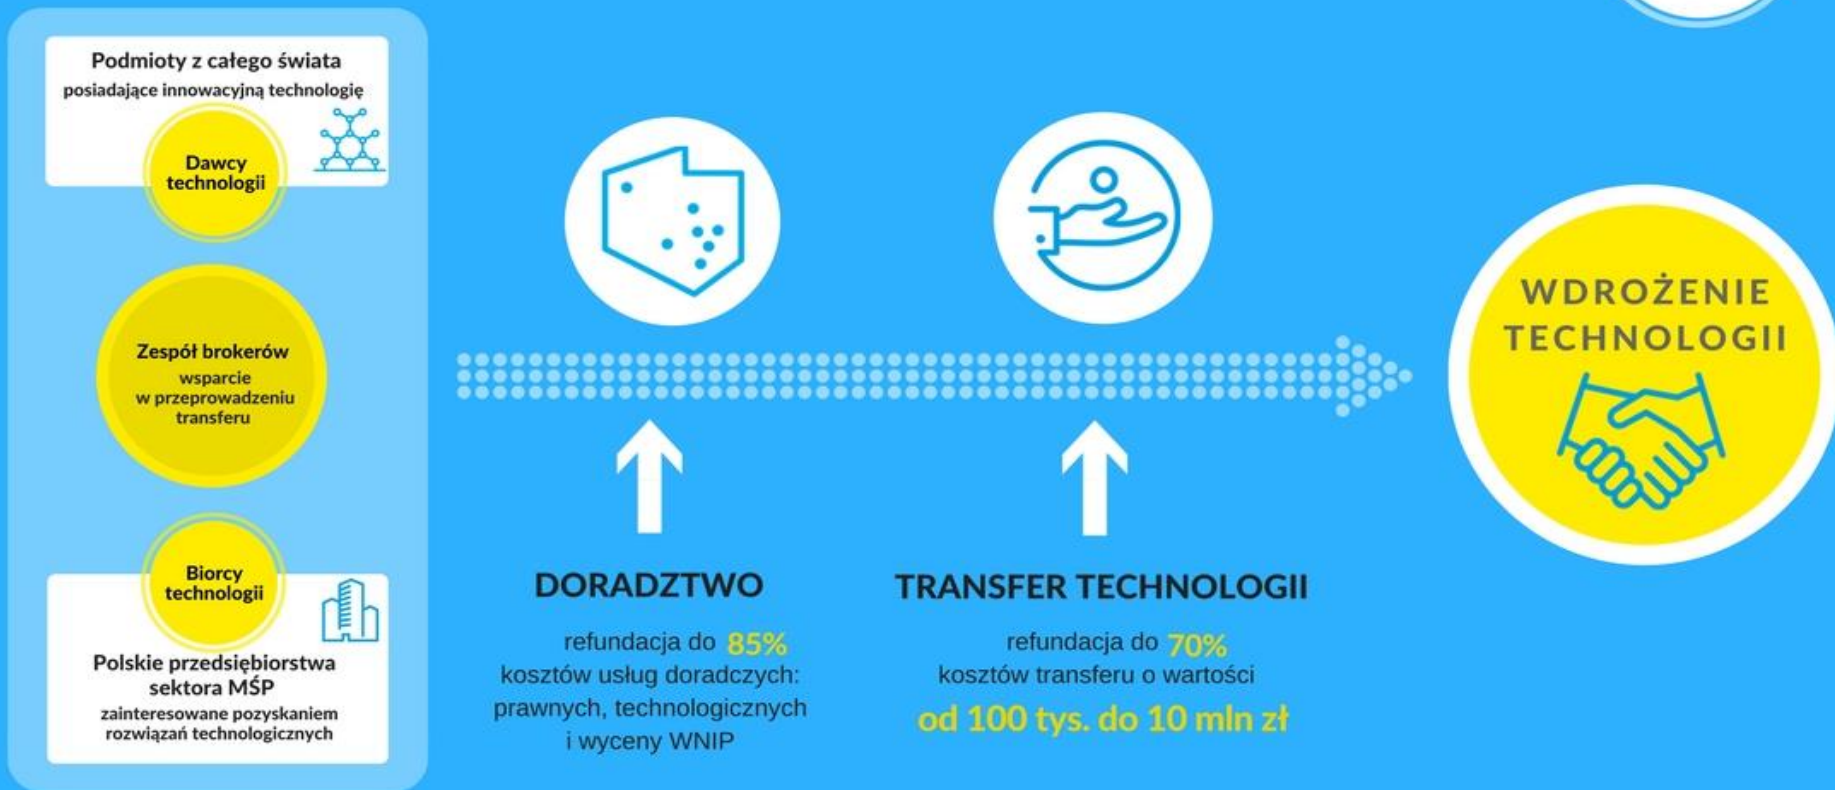 Podmioty z całego świata
posiadające innowacyjną technologię
Dawcy
technologii
Zespół brokerów
wsparcie
w przeprowadzeniu
transferu
Biorcy
technologii
Polskie przedsiębiorstwa
sektora MŚP
zainteresowane pozyskaniem
rozwiązań technologicznych
DORADZTWO
refundacja do 85%
kosztów usług doradczych:
prawnych, technologicznych
i wyceny WNIP
TRANSFER TECHNOLOGII
refundacja do 70%
kosztów transferu o wartości
od 100 tys. do 10 mln zł
WDROŻENIE
TECHNOLOGII